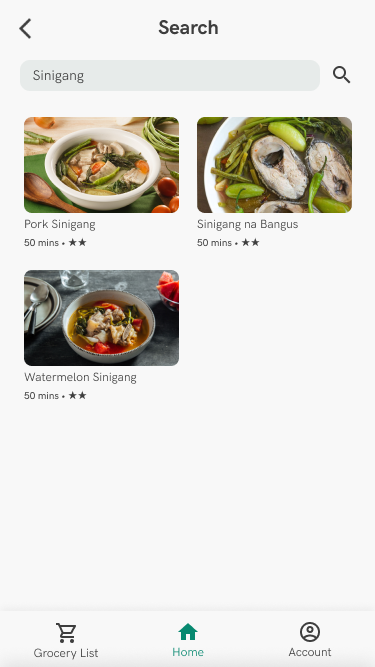 Search
Sinigang
Pork Sinigang
50 mins • ★★
Sinigang na Bangus
50 mins • ★★
Watermelon Sinigang
50 mins • ★★
Grocery List
Home
Account